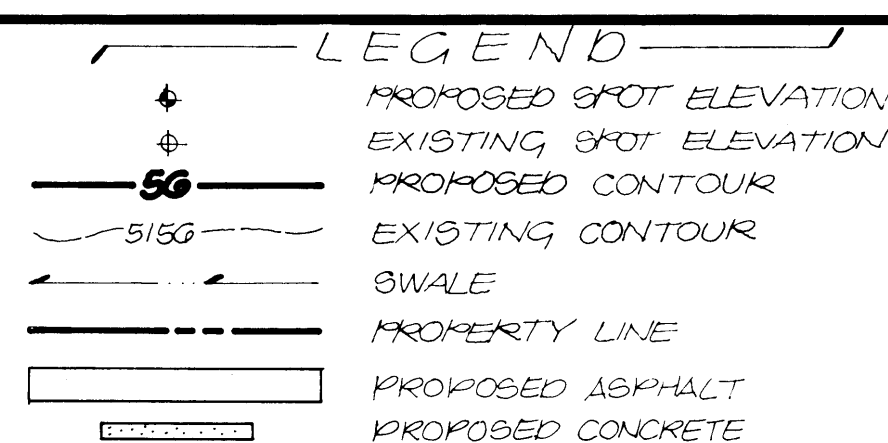 LEGEND
PROPOSED SPOT ELEVATION
EXISTING SPOT ELEVATION
56 PROPOSED CONTOUR
5156 EXISTING CONTOUR
SWALE
PROPERTY LINE
PROPOSED ASPHALT
PROPOSED CONCRETE